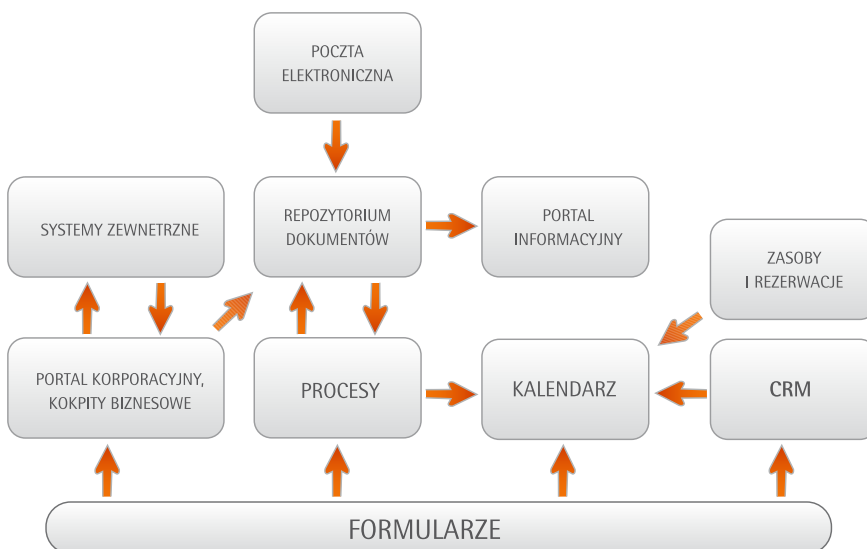 POCZTA
ELEKTRONICZNA
SYSTEMY ZEWNETRZNE
REPOZYTORIUM
DOKUMENTÓW
PORTAL
INFORMACYJNY
ZASOBY
I REZERWACJE
PORTAL KORPORACYJNY,
KOKPITY BIZNESOWE
PROCESY
KALENDARZ
CRM
FORMULARZE